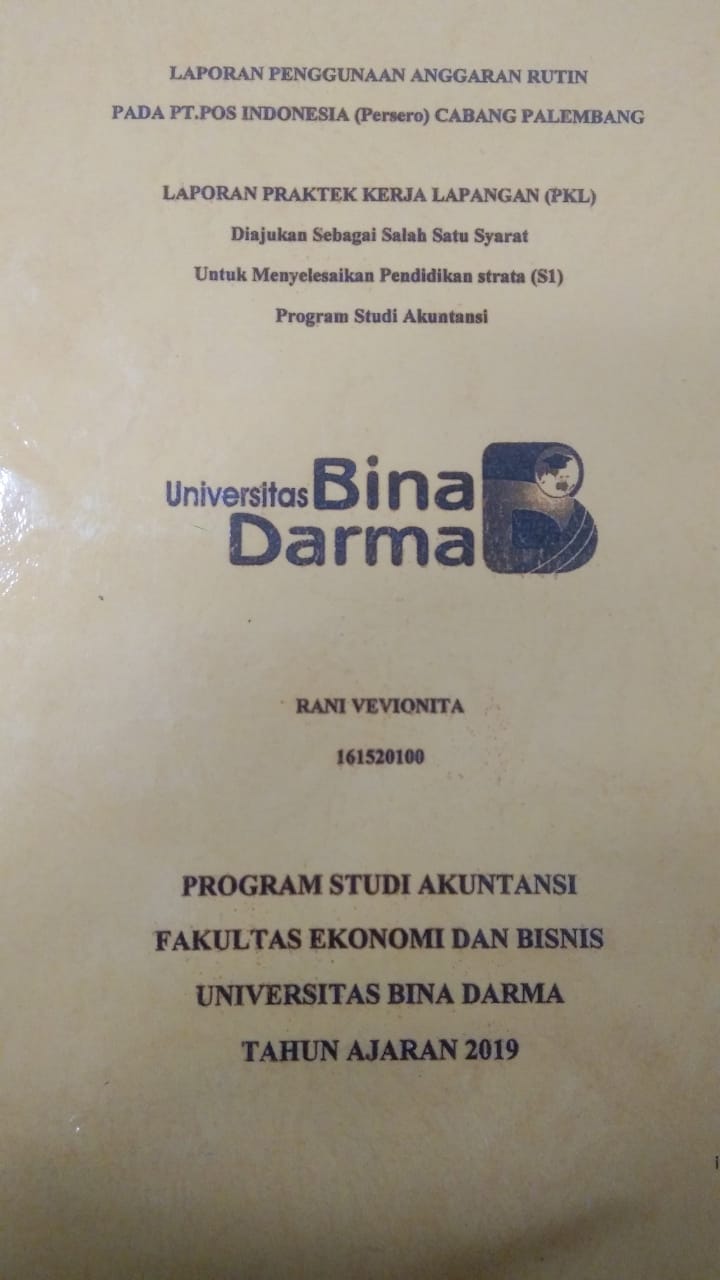 LAPORAN PENGGUNAAN ANGGARAN RUTIN
PADA PT.POS INDONESIA (Persero) CABANG PALEMBANG
LAPORAN PRAKTEK KERJA LAPANGAN (PKL)
Diajukan Sebagai Salah Satu Syarat
Untuk Menyelesaikan Pendidikan strata (S1)
Program Studi Akuntansi
Universitas Bina
Darma
RANI VEVIONITA
161520100
PROGRAM STUDI AKUNTANSI
FAKULTAS EKONOMI DAN BISNIS
UNIVERSITAS BINA DARMA
TAHUN AJARAN 2019
i